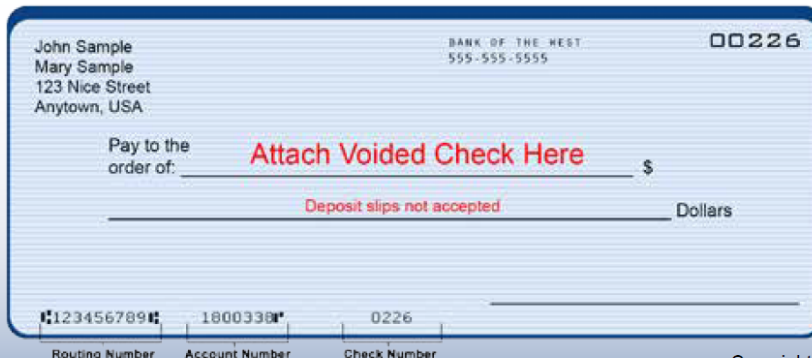 John Sample
Mary Sample
123 Nice Street
Anytown, USA
BANK OF THE WEST
555-555-5555
00226
Pay to the
order of:
Attach Voided Check Here
$
Deposit slips not accepted
Dollars
⑆123456789⑆ 1800338⑈ 0226
Routing Number Account Number Check Number